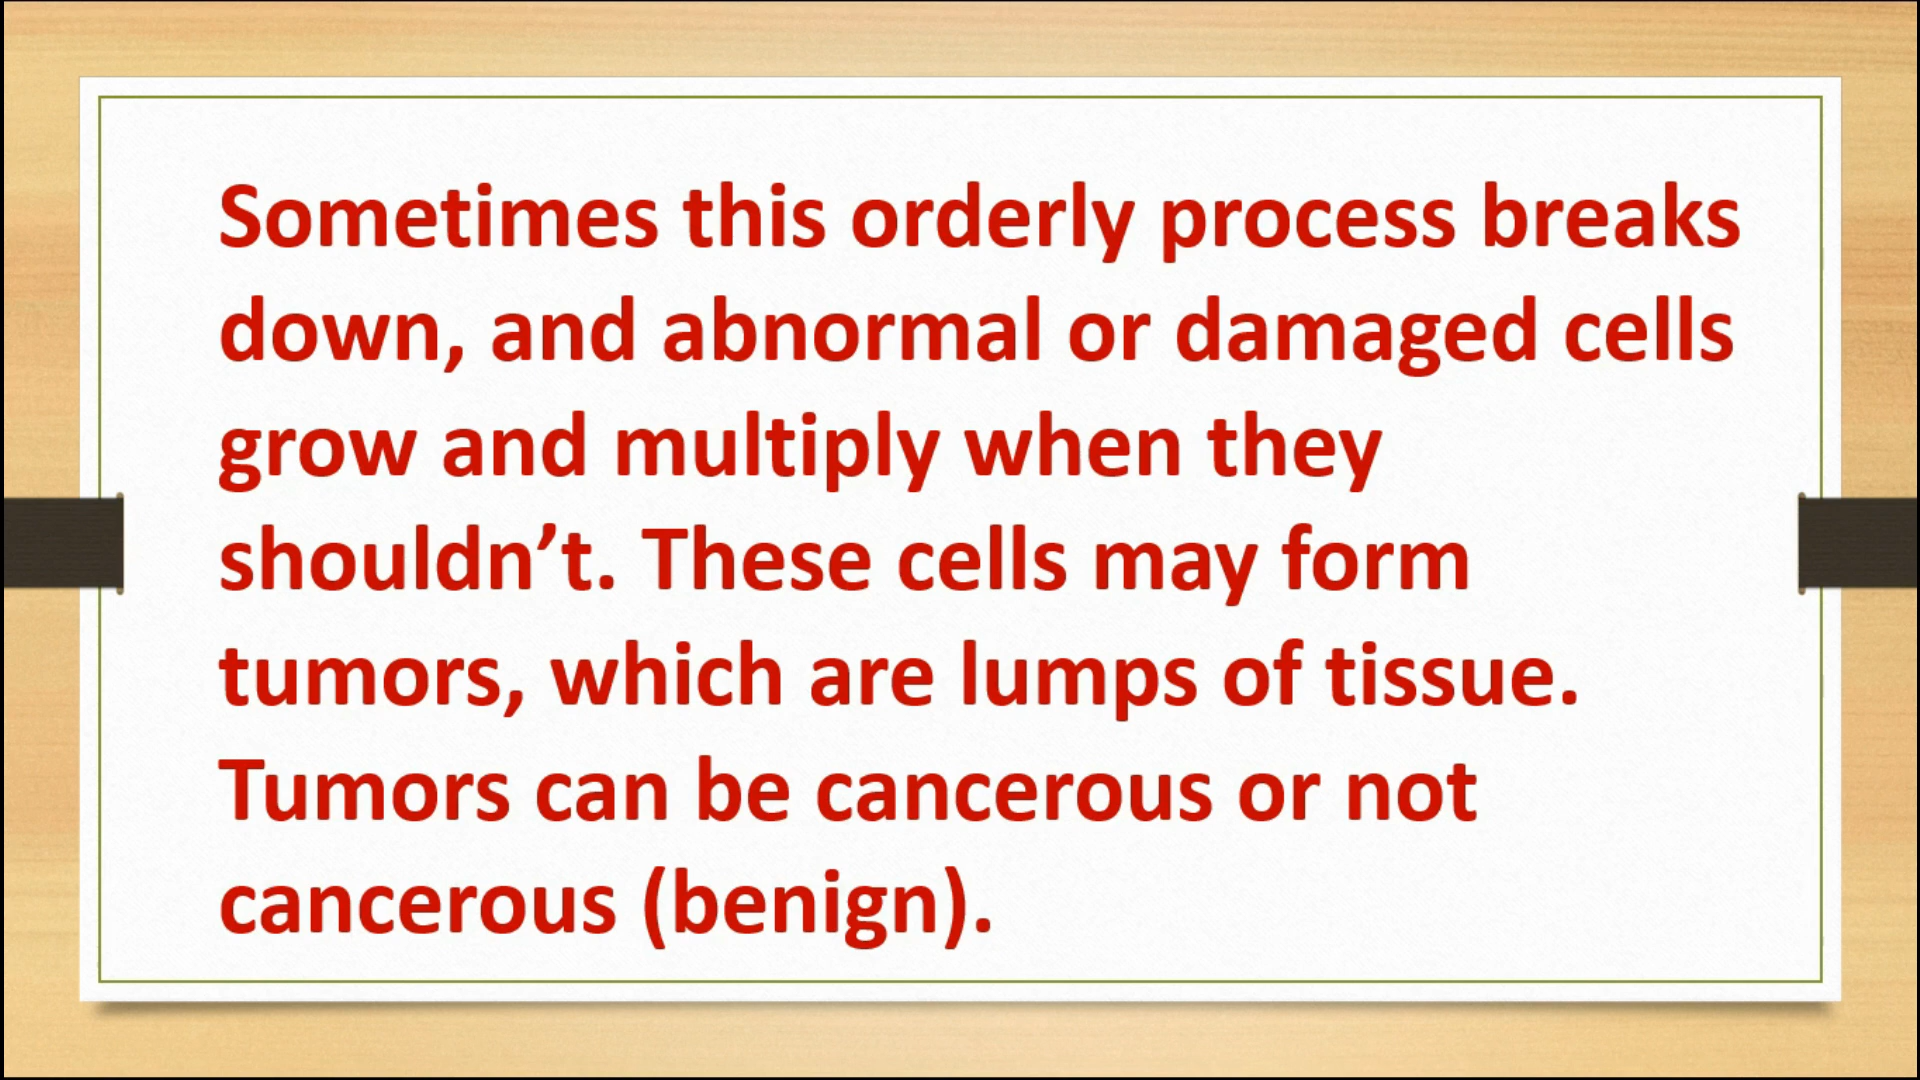 Sometimes this orderly process breaks
down, and abnormal or damaged cells
grow and multiply when they
shouldn’t. These cells may form
tumors, which are lumps of tissue.
Tumors can be cancerous or not
cancerous (benign).